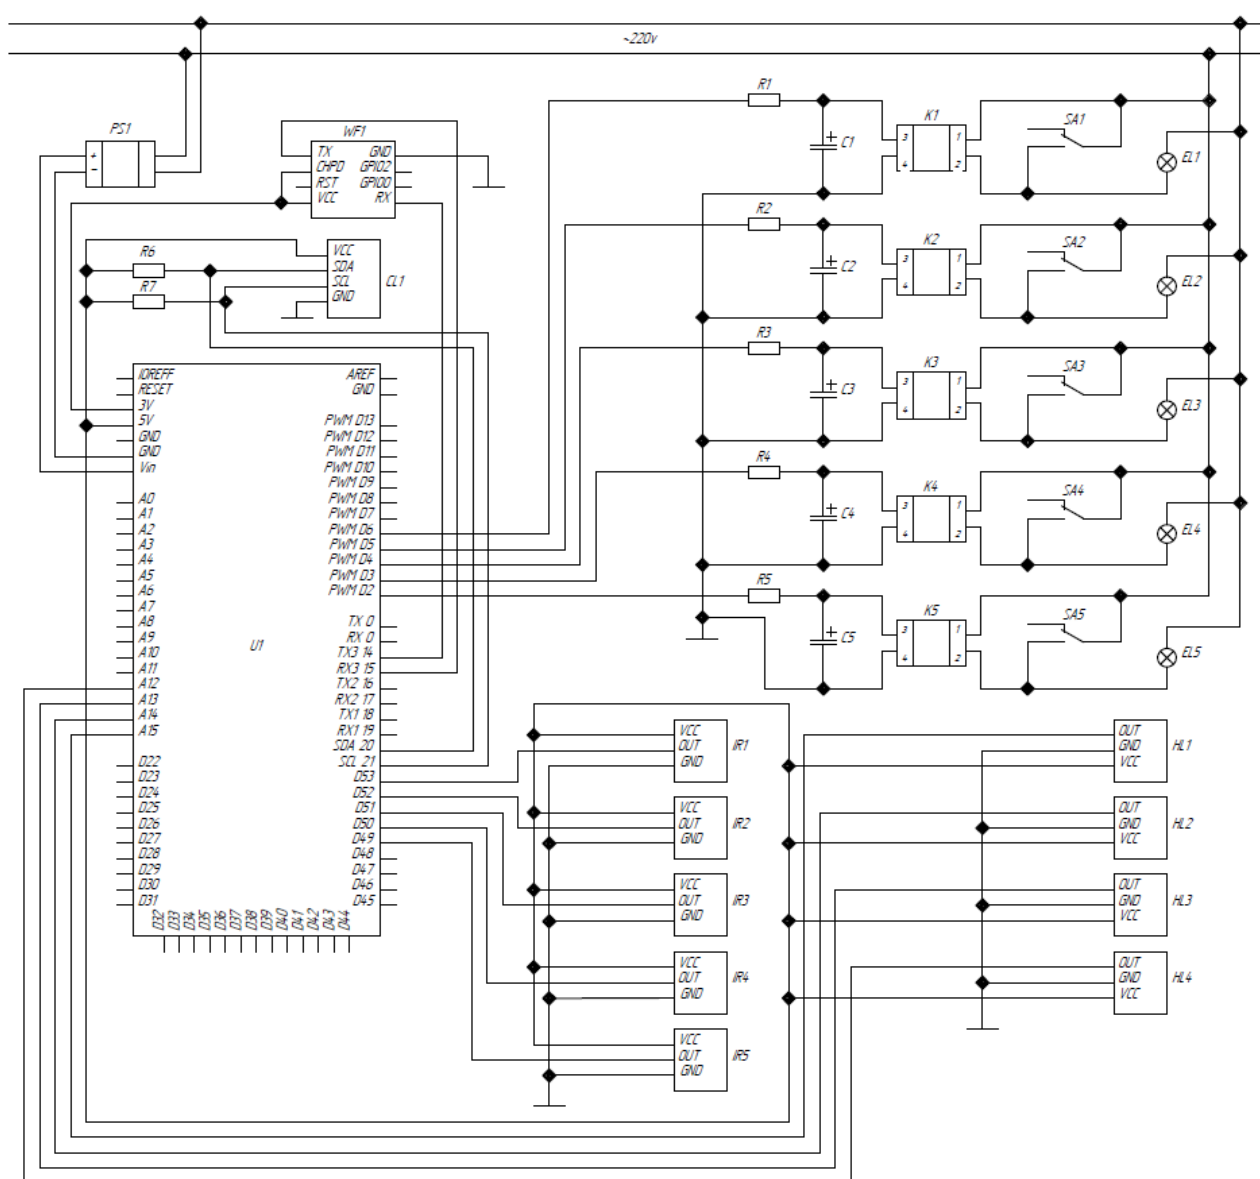 ~220v
PS1
+
−
WF1
TX
CHPD
RST
VCC
GND
GPIO2
GPIO0
RX
R6
R7
VCC
SDA
SCL
GND
CL1
IOREFF
RESET
3V
5V
GND
GND
Vin
A0
A1
A2
A3
A4
A5
A6
A7
A8
A9
A10
A11
A12
A13
A14
A15
D22
D23
D24
D25
D26
D27
D28
D29
D30
D31
U1
AREF
GND
PWM D13
PWM D12
PWM D11
PWM D10
PWM D9
PWM D8
PWM D7
PWM D6
PWM D5
PWM D4
PWM D3
PWM D2
TX 0
RX 0
TX3 14
RX3 15
TX2 16
RX2 17
TX1 18
RX1 19
SDA 20
SCL 21
D53
D52
D51
D50
D49
D48
D47
D46
D45
D32
D33
D34
D35
D36
D37
D38
D39
D40
D41
D42
D43
D44
R1
+
C1
K1
3
4
1
2
SA1
EL1
R2
+
C2
K2
3
4
1
2
SA2
EL2
R3
+
C3
K3
3
4
1
2
SA3
EL3
R4
+
C4
K4
3
4
1
2
SA4
EL4
R5
+
C5
K5
3
4
1
2
SA5
EL5
VCC
OUT
GND
IR1
VCC
OUT
GND
IR2
VCC
OUT
GND
IR3
VCC
OUT
GND
IR4
VCC
OUT
GND
IR5
OUT
GND
VCC
HL1
OUT
GND
VCC
HL2
OUT
GND
VCC
HL3
OUT
GND
VCC
HL4